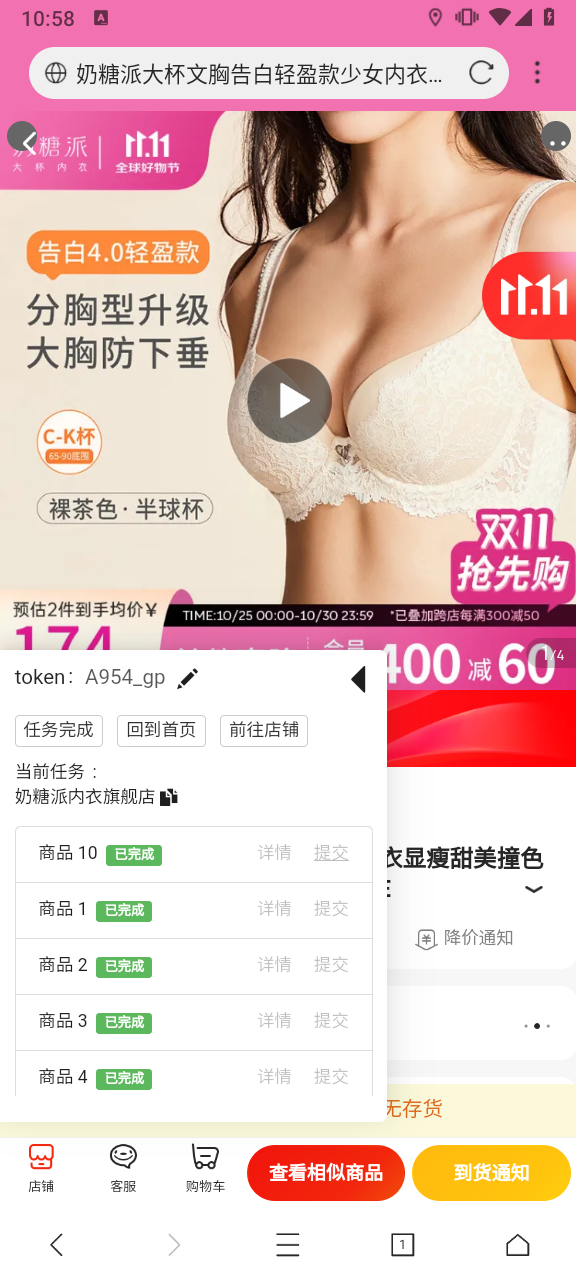 10:58
奶糖派大杯文胸告白轻盈款少女内衣...
糖派
大杯内衣
11.11
全球好物节
告白4.0轻盈款
分胸型升级
大胸防下垂
11.11
C-K杯
65-90底围
裸茶色·半球杯
双11
抢先购
预估2件到手均价¥
TIME:10/25 00:00-10/30 23:59 *已叠加跨店每满300减50
174
400减60
1/4
token: A954_gp
任务完成 回到首页 前往店铺
当前任务：
奶糖派内衣旗舰店
商品 10 已完成 详情 提交
衣显瘦甜美撞色
商品 1 已完成 详情 提交
降价通知
商品 2 已完成 详情 提交
商品 3 已完成 详情 提交
商品 4 已完成 详情 提交
无存货
店铺 客服 购物车 查看相似商品 到货通知
1